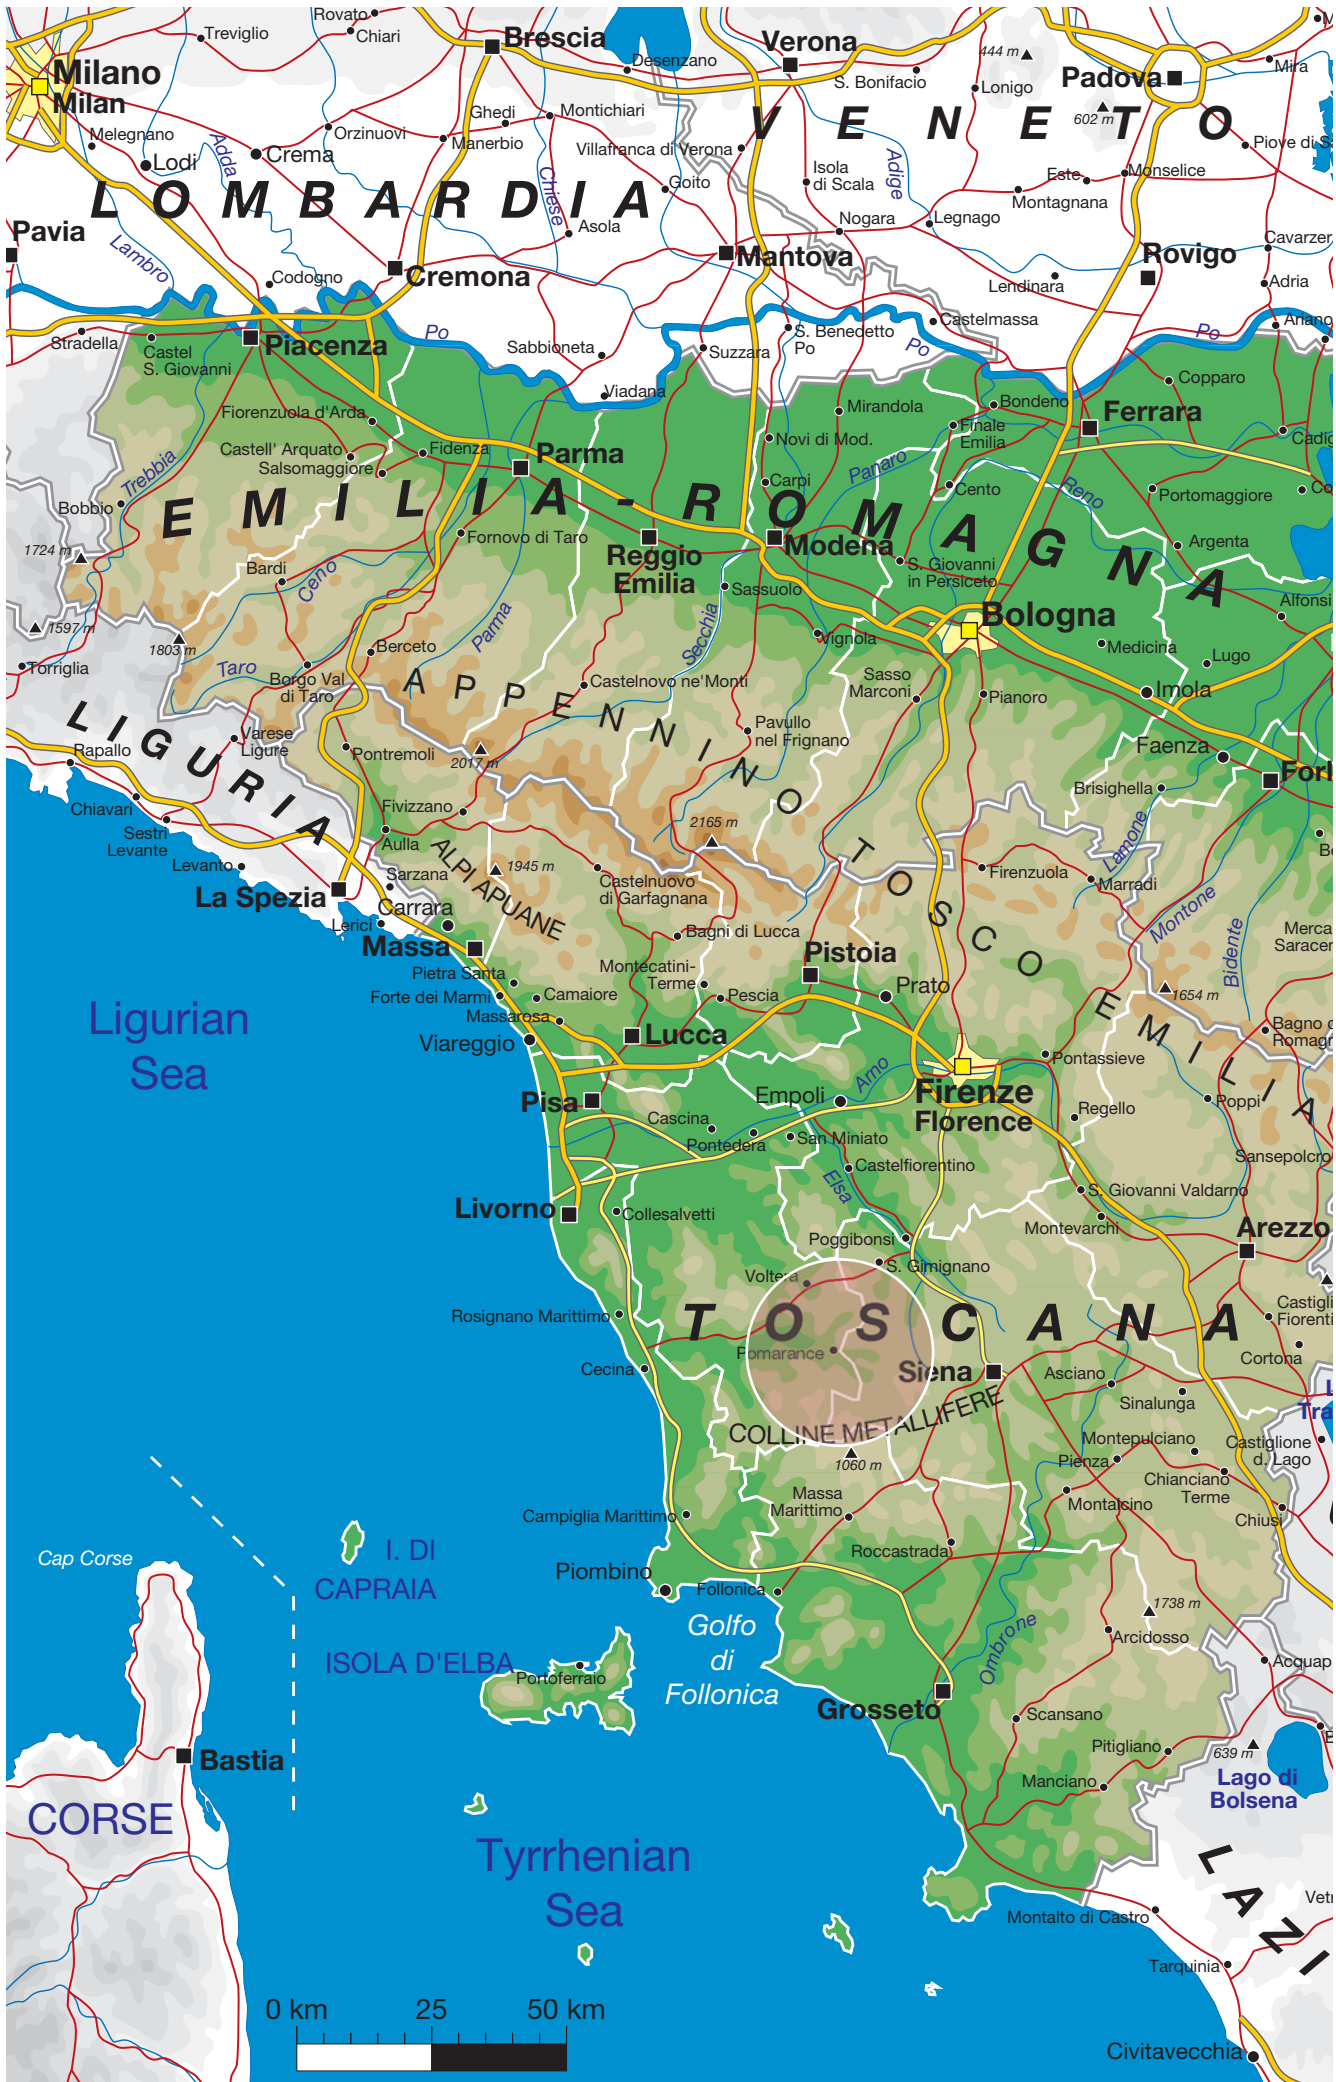 Treviglio
Rovato
Chiari
Brescia
Desenzano
Verona
S. Bonifacio
444 m
Lonigo
Padova
Mira
Milano
Milan
Melegnano
Lodi
Adda
Crema
Orzinuovi
Ghedi
Manerbio
Montichiari
Chiese
Villafranca di Verona
Goito
Asola
VENETO
602 m
Piove di
Isola
di Scala
Adige
Este
Monselice
Montagnana
LOMBARDIA
Pavia
Lambro
Codogno
Cremona
Mantova
Nogara
Legnago
Rovigo
Lendinara
Adria
Stradella
Castel
S. Giovanni
Piacenza
Po
Sabbioneta
Suzzara
S. Benedetto
Po
Po
Castelmassa
Po
Viadana
Copparo
Fiorenzuola d'Arda
Mirandola
Bondeno
Ferrara
Castell' Arquato
Salsomaggiore
Fidenza
Parma
Novi di Mod.
Finale
Emilia
Trebbia
Bobbio
Carpi
Panaro
Cento
Reno
Portomaggiore
EMILIA-ROMAGNA
1724 m
Fornovo di Taro
Reggio
Emilia
Modena
S. Giovanni
in Persiceto
Argenta
Bardi
Ceno
Parma
Secchia
Sassuolo
Bologna
1597 m
1803 m
Torriglia
Taro
Borgo Val
di Taro
Berceto
Castelnovo ne'Monti
Vignola
Medicina
Lugo
Sasso
Marconi
Pianoro
Imola
LIGURIA
Rapallo
Varese
Ligure
Pontremoli
2017 m
Pavullo
nel Frignano
Faenza
APPENNINO TOSCO EMILIA
Chiavari
Sestri
Levante
Fivizzano
2165 m
Brisighella
Levanto
Aulla
ALPI APUANE
1945 m
Castelnuovo
di Garfagnana
Firenzuola
Lamone
Marradi
La Spezia
Sarzana
Lerici
Carrara
Massa
Bagni di Lucca
Pistoia
Montone
Bidente
Pietra Santa
Forte dei Marmi
Camaiore
Massarosa
Montecatini-
Terme
Pescia
Prato
1654 m
Ligurian
Sea
Viareggio
Lucca
Pontassieve
Pisa
Empoli
Arno
Firenze
Florence
Regello
Poppi
Cascina
Pontedera
San Miniato
Castelfiorentino
Sansepolcro
Elsa
Livorno
Collesalvetti
S. Giovanni Valdarno
Montevarchi
Arezzo
Poggibonsi
S. Gimignano
Voltera
TOSCANA
Rosignano Marittimo
Pomarance
Cecina
Siena
Asciano
Cortona
Sinalunga
COLLINE METALLIFERE
1060 m
Montepulciano
Pienza
Castiglione
d. Lago
Chianciano
Terme
Massa
Marittimo
Montalcino
Chiusi
Campiglia Marittimo
Roccastrada
Cap Corse
I. DI
CAPRAIA
Piombino
Follonica
1738 m
Arcidosso
Golfo
di
Follonica
Ombrone
ISOLA D'ELBA
Portoferraio
Grosseto
Scansano
Pitigliano
639 m
Manciano
Lago di
Bolsena
Bastia
CORSE
Tyrrhenian
Sea
LAZI
Montalto di Castro
Tarquinia
0 km
25
50 km
Civitavecchia